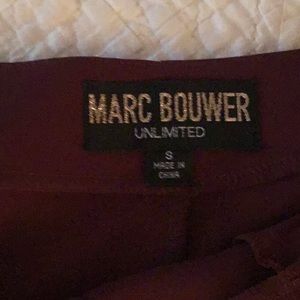 MARC BOUWER
UNLIMITED
S
MADE IN
CHINA